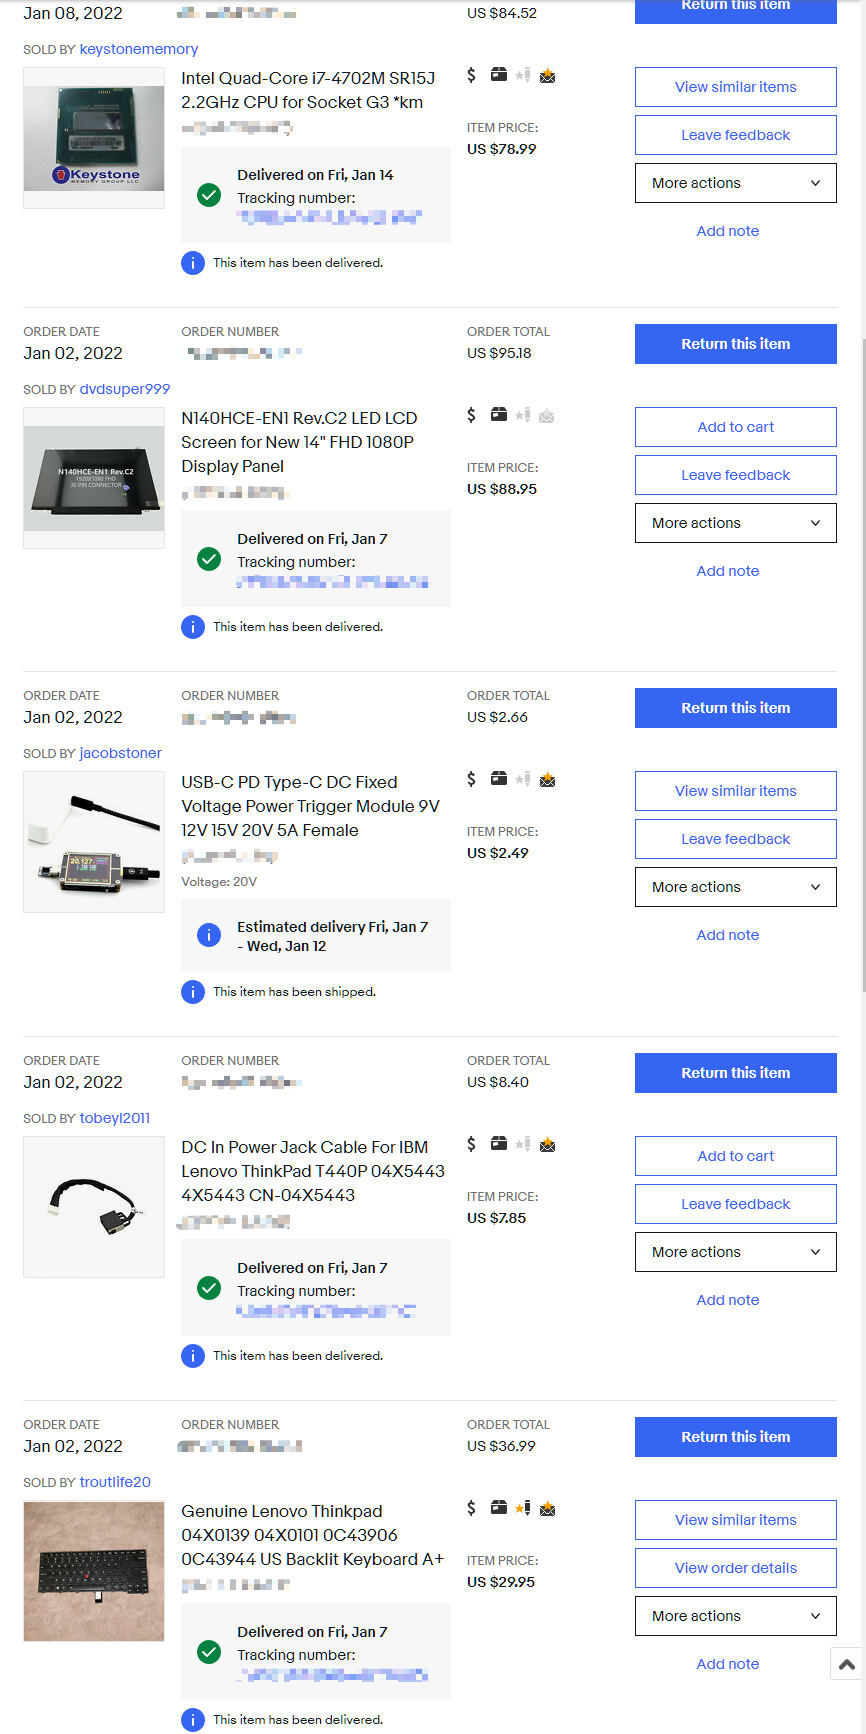 Jan 08, 2022
US $84.52
Return this item
SOLD BY keystonememory
Keystone
MEMORY GROUP LLC
Intel Quad-Core i7-4702M SR15J
2.2GHz CPU for Socket G3 *km
$
ITEM PRICE:
US $78.99
View similar items
Leave feedback
More actions
Add note
Delivered on Fri, Jan 14
Tracking number:
This item has been delivered.
ORDER DATE
Jan 02, 2022
ORDER NUMBER
ORDER TOTAL
US $95.18
Return this item
SOLD BY dvdsuper999
N140HCE-EN1 Rev.C2
1920X1080 FHD
30 PIN CONNECTOR
N140HCE-EN1 Rev.C2 LED LCD
Screen for New 14" FHD 1080P
Display Panel
$
ITEM PRICE:
US $88.95
Add to cart
Leave feedback
More actions
Add note
Delivered on Fri, Jan 7
Tracking number:
This item has been delivered.
ORDER DATE
Jan 02, 2022
ORDER NUMBER
ORDER TOTAL
US $2.66
Return this item
SOLD BY jacobstoner
20.127
USB-C PD Type-C DC Fixed
Voltage Power Trigger Module 9V
12V 15V 20V 5A Female
Voltage: 20V
$
ITEM PRICE:
US $2.49
View similar items
Leave feedback
More actions
Add note
Estimated delivery Fri, Jan 7
- Wed, Jan 12
This item has been shipped.
ORDER DATE
Jan 02, 2022
ORDER NUMBER
ORDER TOTAL
US $8.40
Return this item
SOLD BY tobeyl2011
DC In Power Jack Cable For IBM
Lenovo ThinkPad T440P 04X5443
4X5443 CN-04X5443
$
ITEM PRICE:
US $7.85
Add to cart
Leave feedback
More actions
Add note
Delivered on Fri, Jan 7
Tracking number:
This item has been delivered.
ORDER DATE
Jan 02, 2022
ORDER NUMBER
ORDER TOTAL
US $36.99
Return this item
SOLD BY troutlife20
Genuine Lenovo Thinkpad
04X0139 04X0101 0C43906
0C43944 US Backlit Keyboard A+
$
ITEM PRICE:
US $29.95
View similar items
View order details
More actions
Add note
Delivered on Fri, Jan 7
Tracking number:
This item has been delivered.